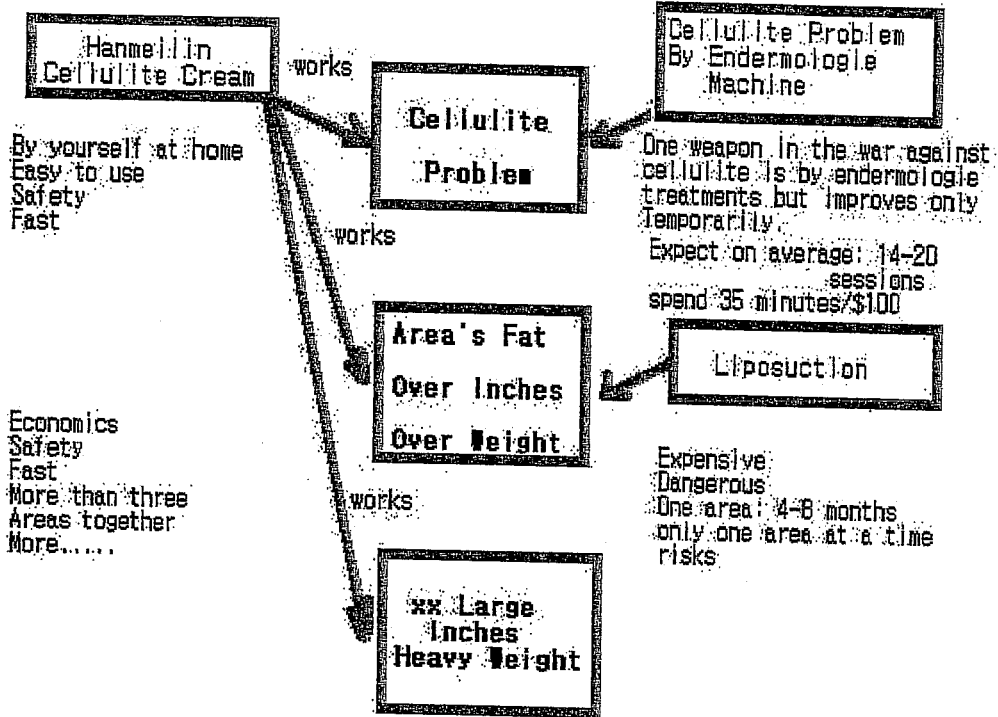 Hanmellin
Cellulite Cream
works
Cellulite
Problem
Cellulite Problem
By Endermologie
Machine
By yourself at home
Easy to use
Safety
Fast
One weapon in the war against
cellulite is by endermologie
treatments but improves only
Temporarily.
works
Expect on average: 14-20
sessions
spend 35 minutes/$100
Area's Fat
Over Inches
Over Weight
Liposuction
Economics
Safety
Fast
More than three
Areas together
More.....
works
Expensive
Dangerous
One area: 4-8 months
only one area at a time
risks
xx Large
Inches
Heavy Weight